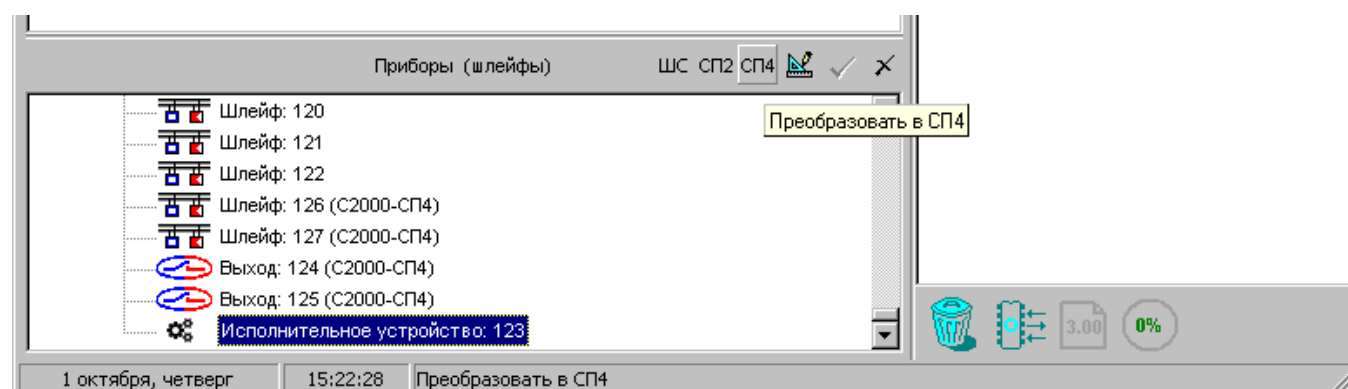 Приборы (шлейфы) ШС СП2 СП4
Шлейф: 120
Преобразовать в СП4
Шлейф: 121
Шлейф: 122
Шлейф: 126 (С2000-СП4)
Шлейф: 127 (С2000-СП4)
Выход: 124 (С2000-СП4)
Выход: 125 (С2000-СП4)
Исполнительное устройство: 123
3.00 0%
1 октября, четверг 15:22:28 Преобразовать в СП4